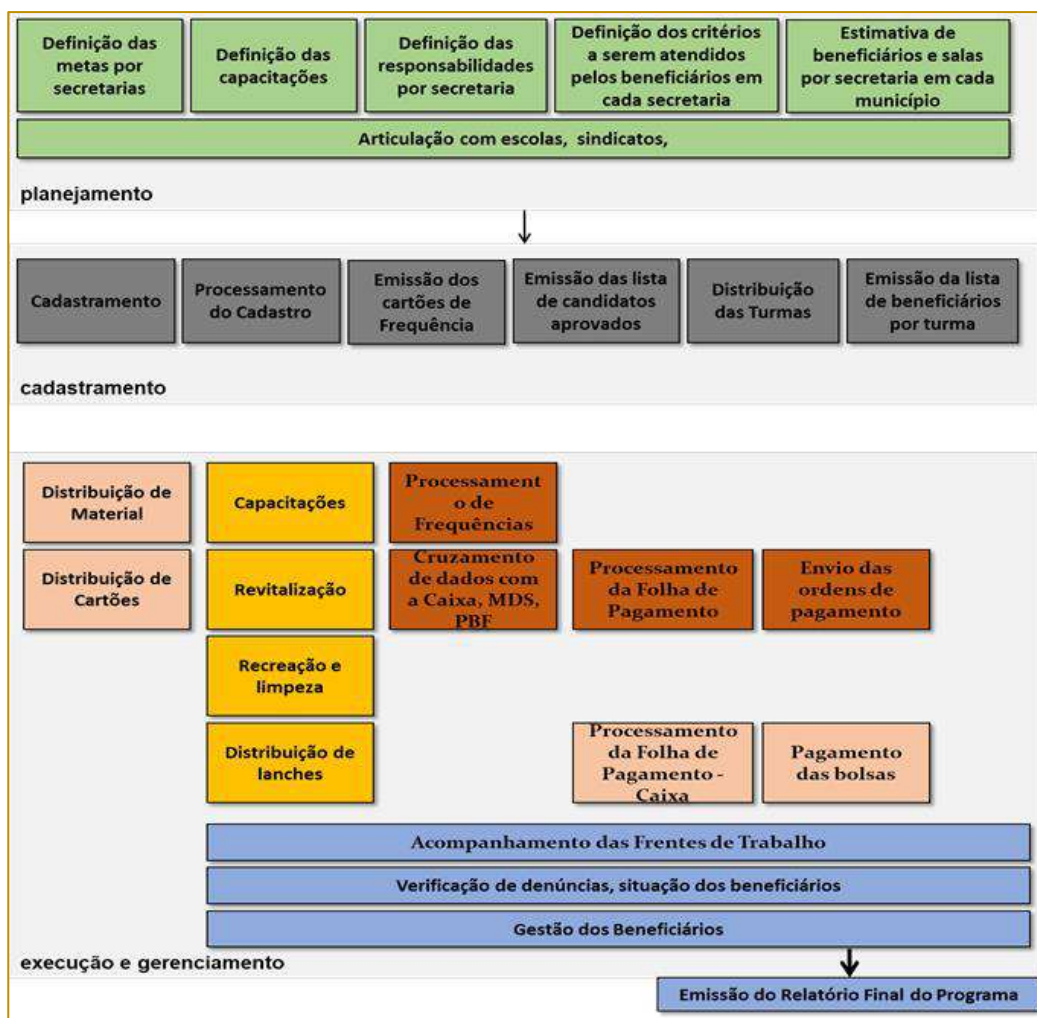 Definição das
metas por
secretarias
Definição das
capacitações
Definição das
responsabilidades
por secretaria
Definição dos critérios
a serem atendidos
pelos beneficiários em
cada secretaria
Estimativa de
beneficiários e salas
por secretaria em cada
município
Articulação com escolas, sindicatos,
planejamento
Cadastramento
Processamento
do Cadastro
Emissão dos
cartões de
Frequência
Emissão das lista
de candidatos
aprovados
Distribuição
das Turmas
Emissão da lista
de beneficiários
por turma
cadastramento
Distribuição de
Material
Capacitações
Processament
o de
Frequências
Distribuição de
Cartões
Revitalização
Cruzamento
de dados com
a Caixa, MDS,
PBF
Processamento
da Folha de
Pagamento
Envio das
ordens de
pagamento
Recreação e
limpeza
Distribuição de
lanches
Processamento
da Folha de
Pagamento -
Caixa
Pagamento
das bolsas
Acompanhamento das Frentes de Trabalho
Verificação de denúncias, situação dos beneficiários
Gestão dos Beneficiários
execução e gerenciamento
Emissão do Relatório Final do Programa